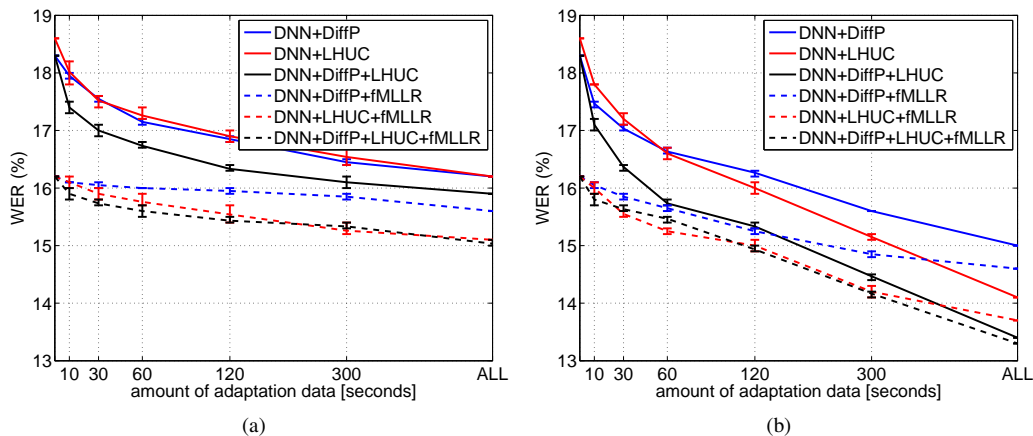 19
18
17
16
15
14
13
WER (%)
DNN+DiffP
DNN+LHUC
DNN+DiffP+LHUC
DNN+DiffP+fMLLR
DNN+LHUC+fMLLR
DNN+DiffP+LHUC+fMLLR
10 30 60 120 300 ALL
amount of adaptation data [seconds]
(a)
19
18
17
16
15
14
13
WER (%)
DNN+DiffP
DNN+LHUC
DNN+DiffP+LHUC
DNN+DiffP+fMLLR
DNN+LHUC+fMLLR
DNN+DiffP+LHUC+fMLLR
10 30 60 120 300 ALL
amount of adaptation data [seconds]
(b)